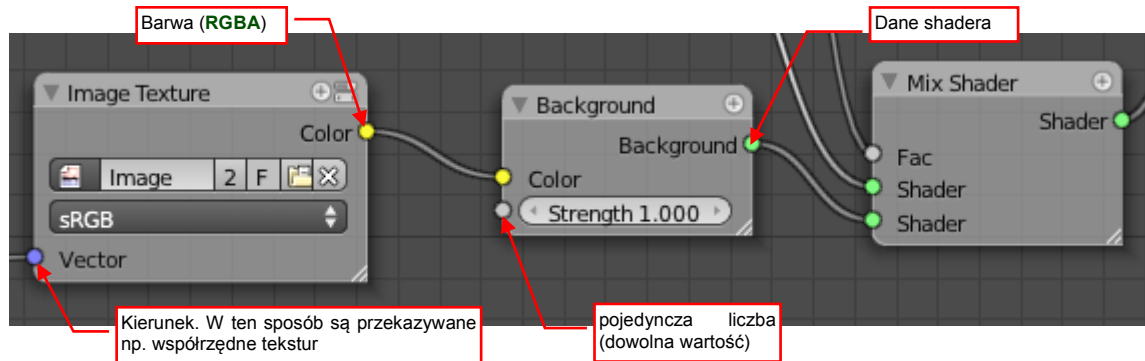 Barwa (RGBA)
Dane shadera
Image Texture
Color
Image 2 F
sRGB
Vector
Background
Background
Color
Strength 1.000
Mix Shader
Shader
Fac
Shader
Shader
Kierunek. W ten sposób są przekazywane
np. współrzędne tekstur
pojedyncza liczba
(dowolna wartość)